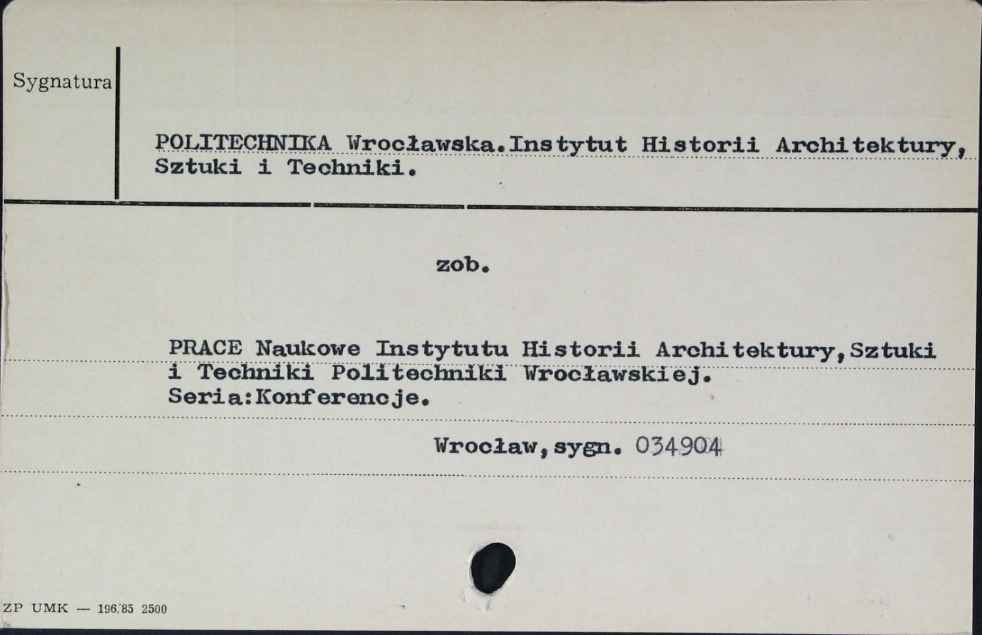 Sygnatura
POLITECHNIKA Wrocławska.Instytut Historii Architektury,
Sztuki i Techniki.
zob.
PRACE Naukowe Instytutu Historii Architektury,Sztuki
i Techniki Politechniki Wrocławskiej.
Seria:Konferencje.
Wrocław,sygn. 034904
ZP UMK — 196/85 2500